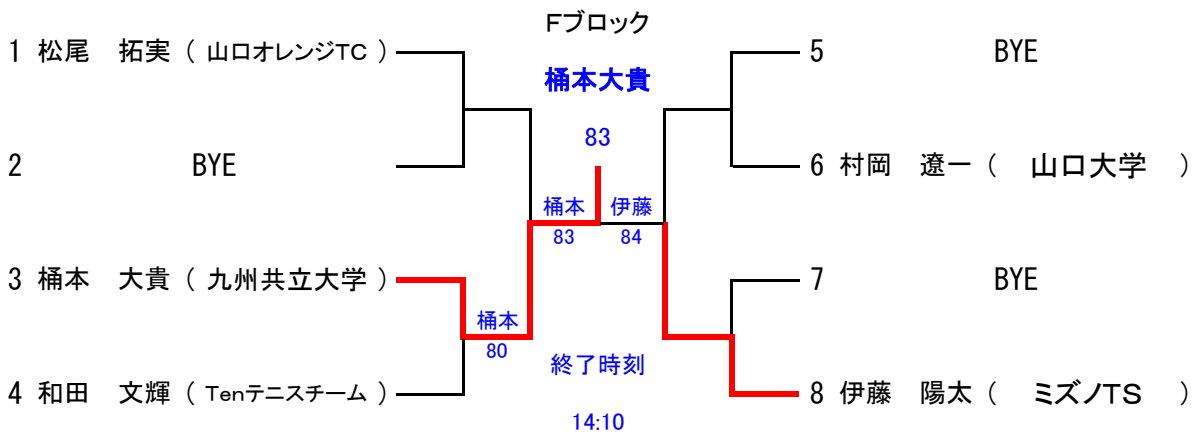 Fブロック
1 松尾　拓実 ( 山口オレンジTC )
桶本大貴
5 BYE
83
2 BYE
6 村岡　遼一 ( 山口大学 )
桶本 伊藤
83 84
3 桶本　大貴 ( 九州共立大学 )
7 BYE
桶本
80
終了時刻
4 和田　文輝 ( Tenテニスチーム )
8 伊藤　陽太 ( ミズノTS )
14:10